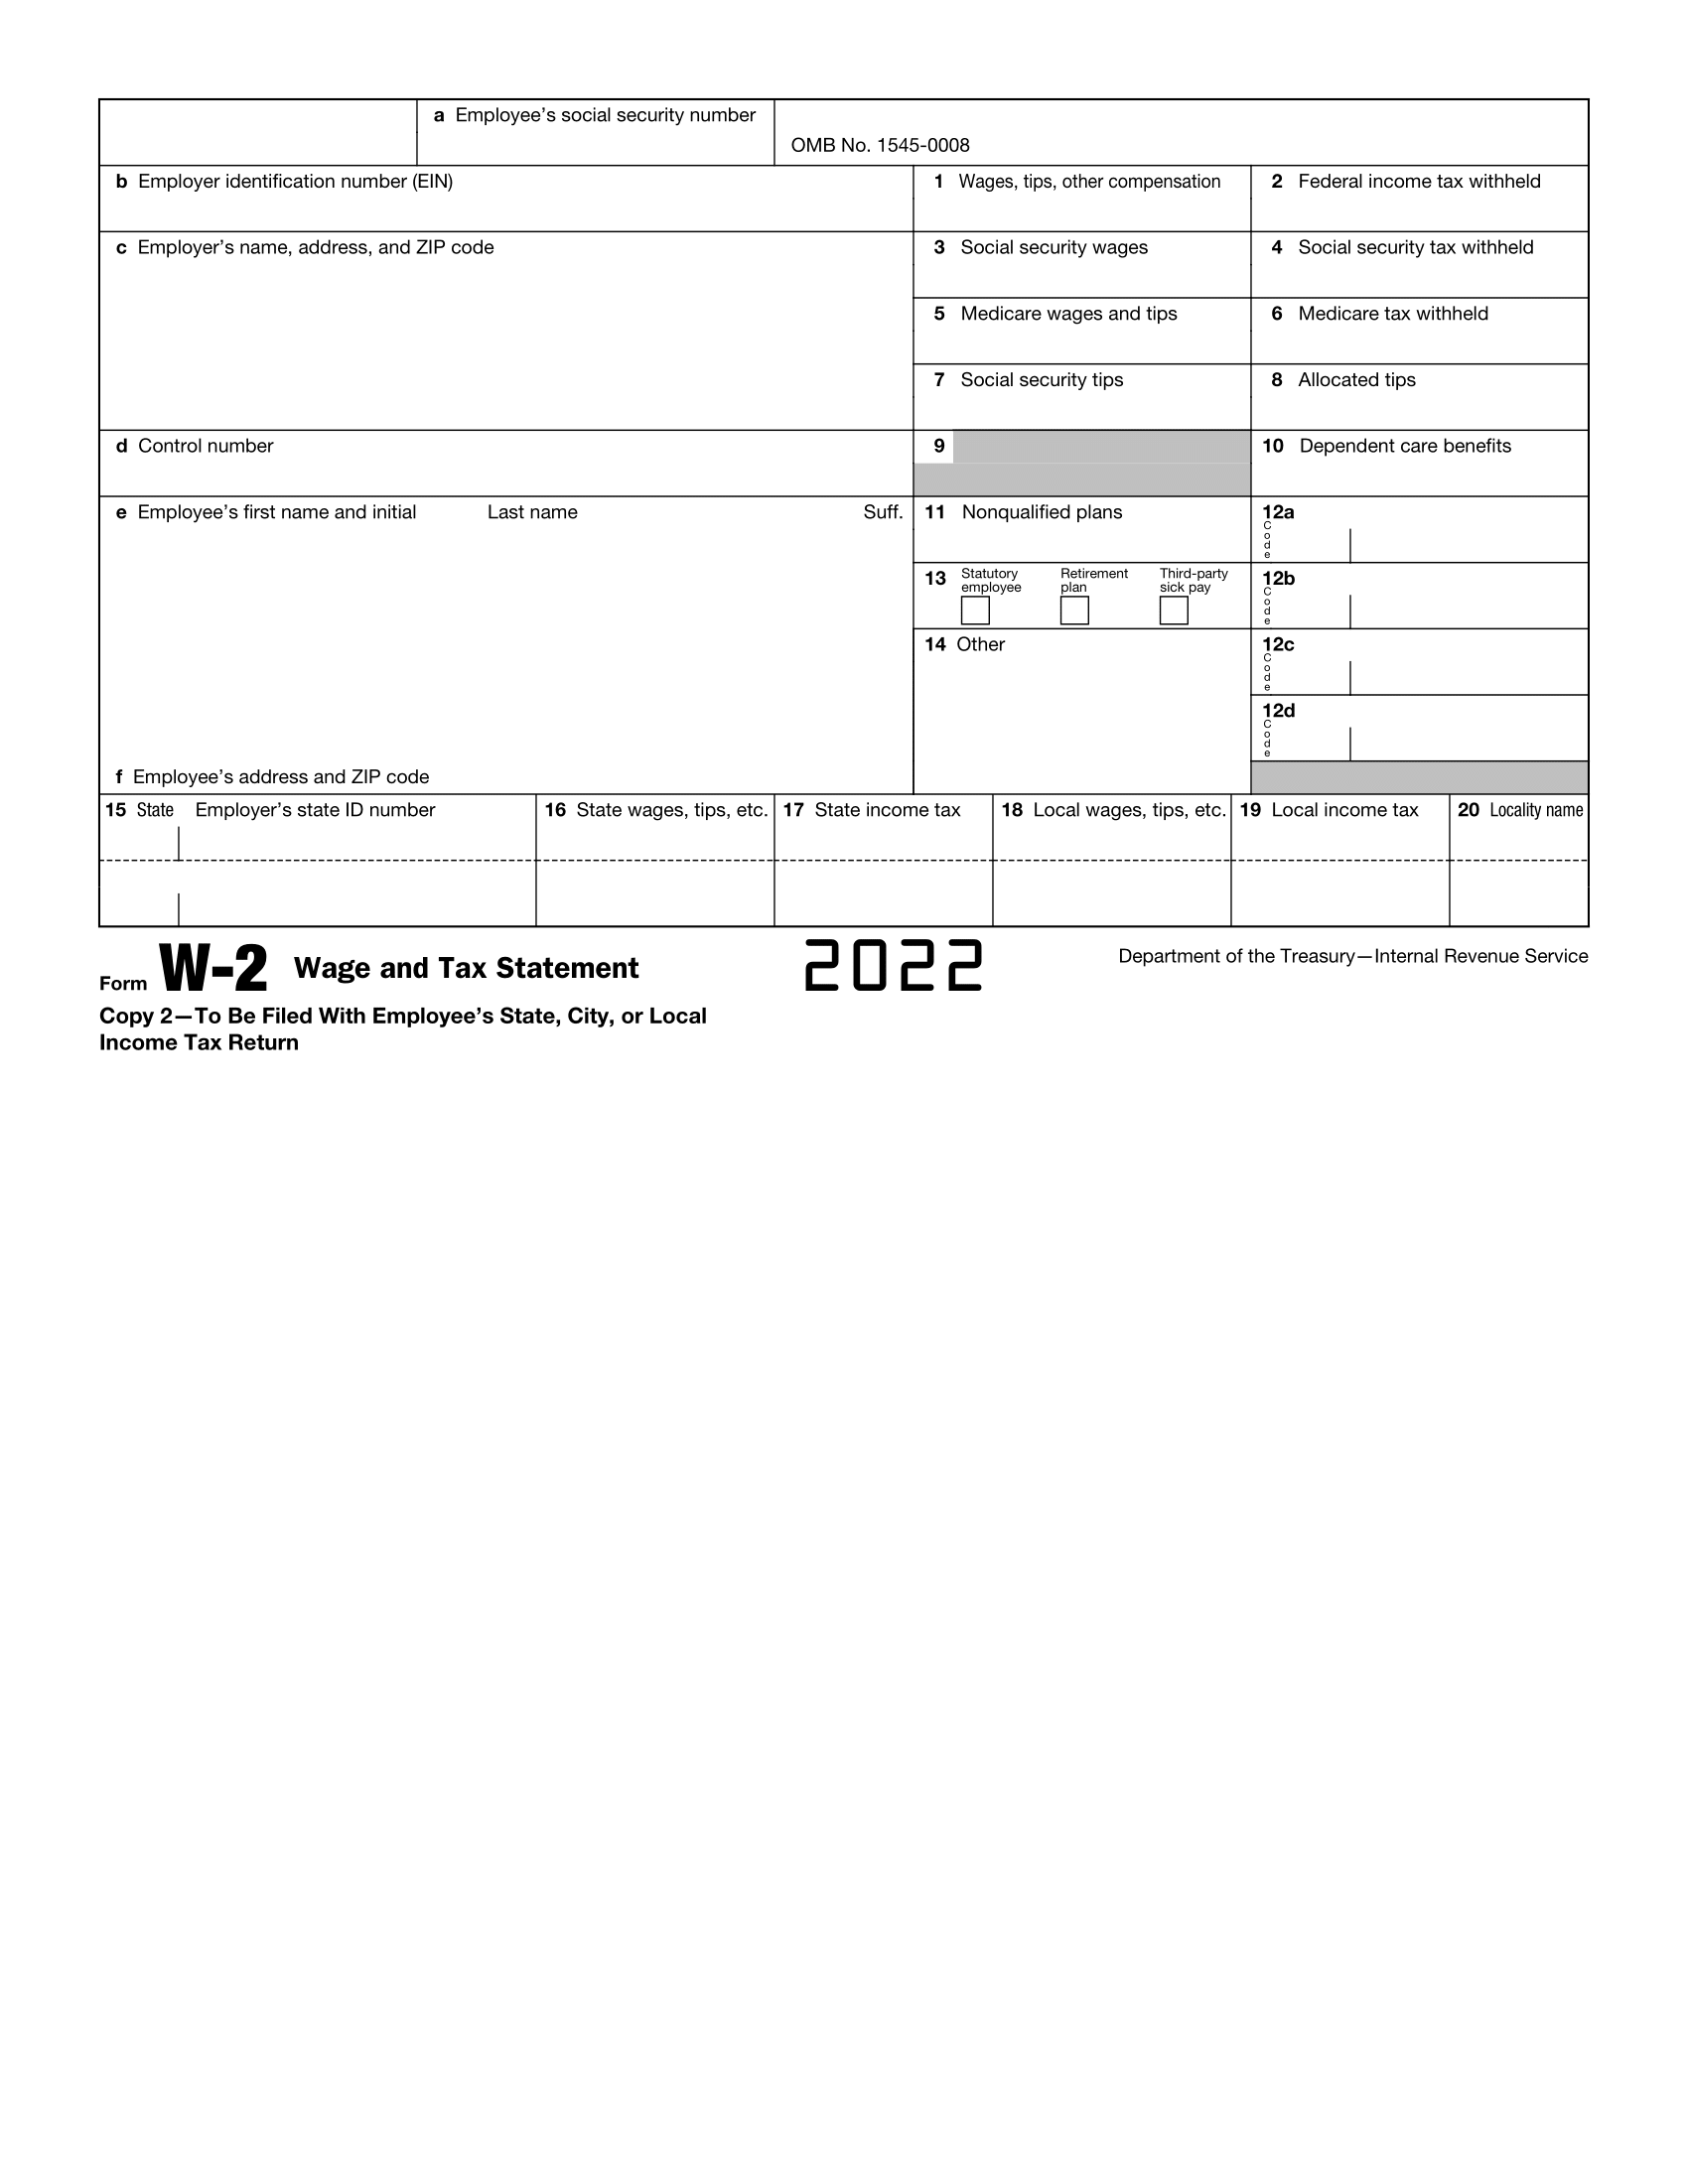 a Employee’s social security number
OMB No. 1545-0008
b Employer identification number (EIN)
1 Wages, tips, other compensation
2 Federal income tax withheld
c Employer’s name, address, and ZIP code
3 Social security wages
4 Social security tax withheld
5 Medicare wages and tips
6 Medicare tax withheld
7 Social security tips
8 Allocated tips
d Control number
9
10 Dependent care benefits
e Employee’s first name and initial Last name Suff.
11 Nonqualified plans
12a
Code
13 Statutory employee Retirement plan Third-party sick pay
12b
Code
14 Other
12c
Code
12d
Code
f Employee’s address and ZIP code
15 State Employer’s state ID number
16 State wages, tips, etc.
17 State income tax
18 Local wages, tips, etc.
19 Local income tax
20 Locality name
Form W-2 Wage and Tax Statement
2022
Department of the Treasury—Internal Revenue Service
Copy 2—To Be Filed With Employee’s State, City, or Local
Income Tax Return